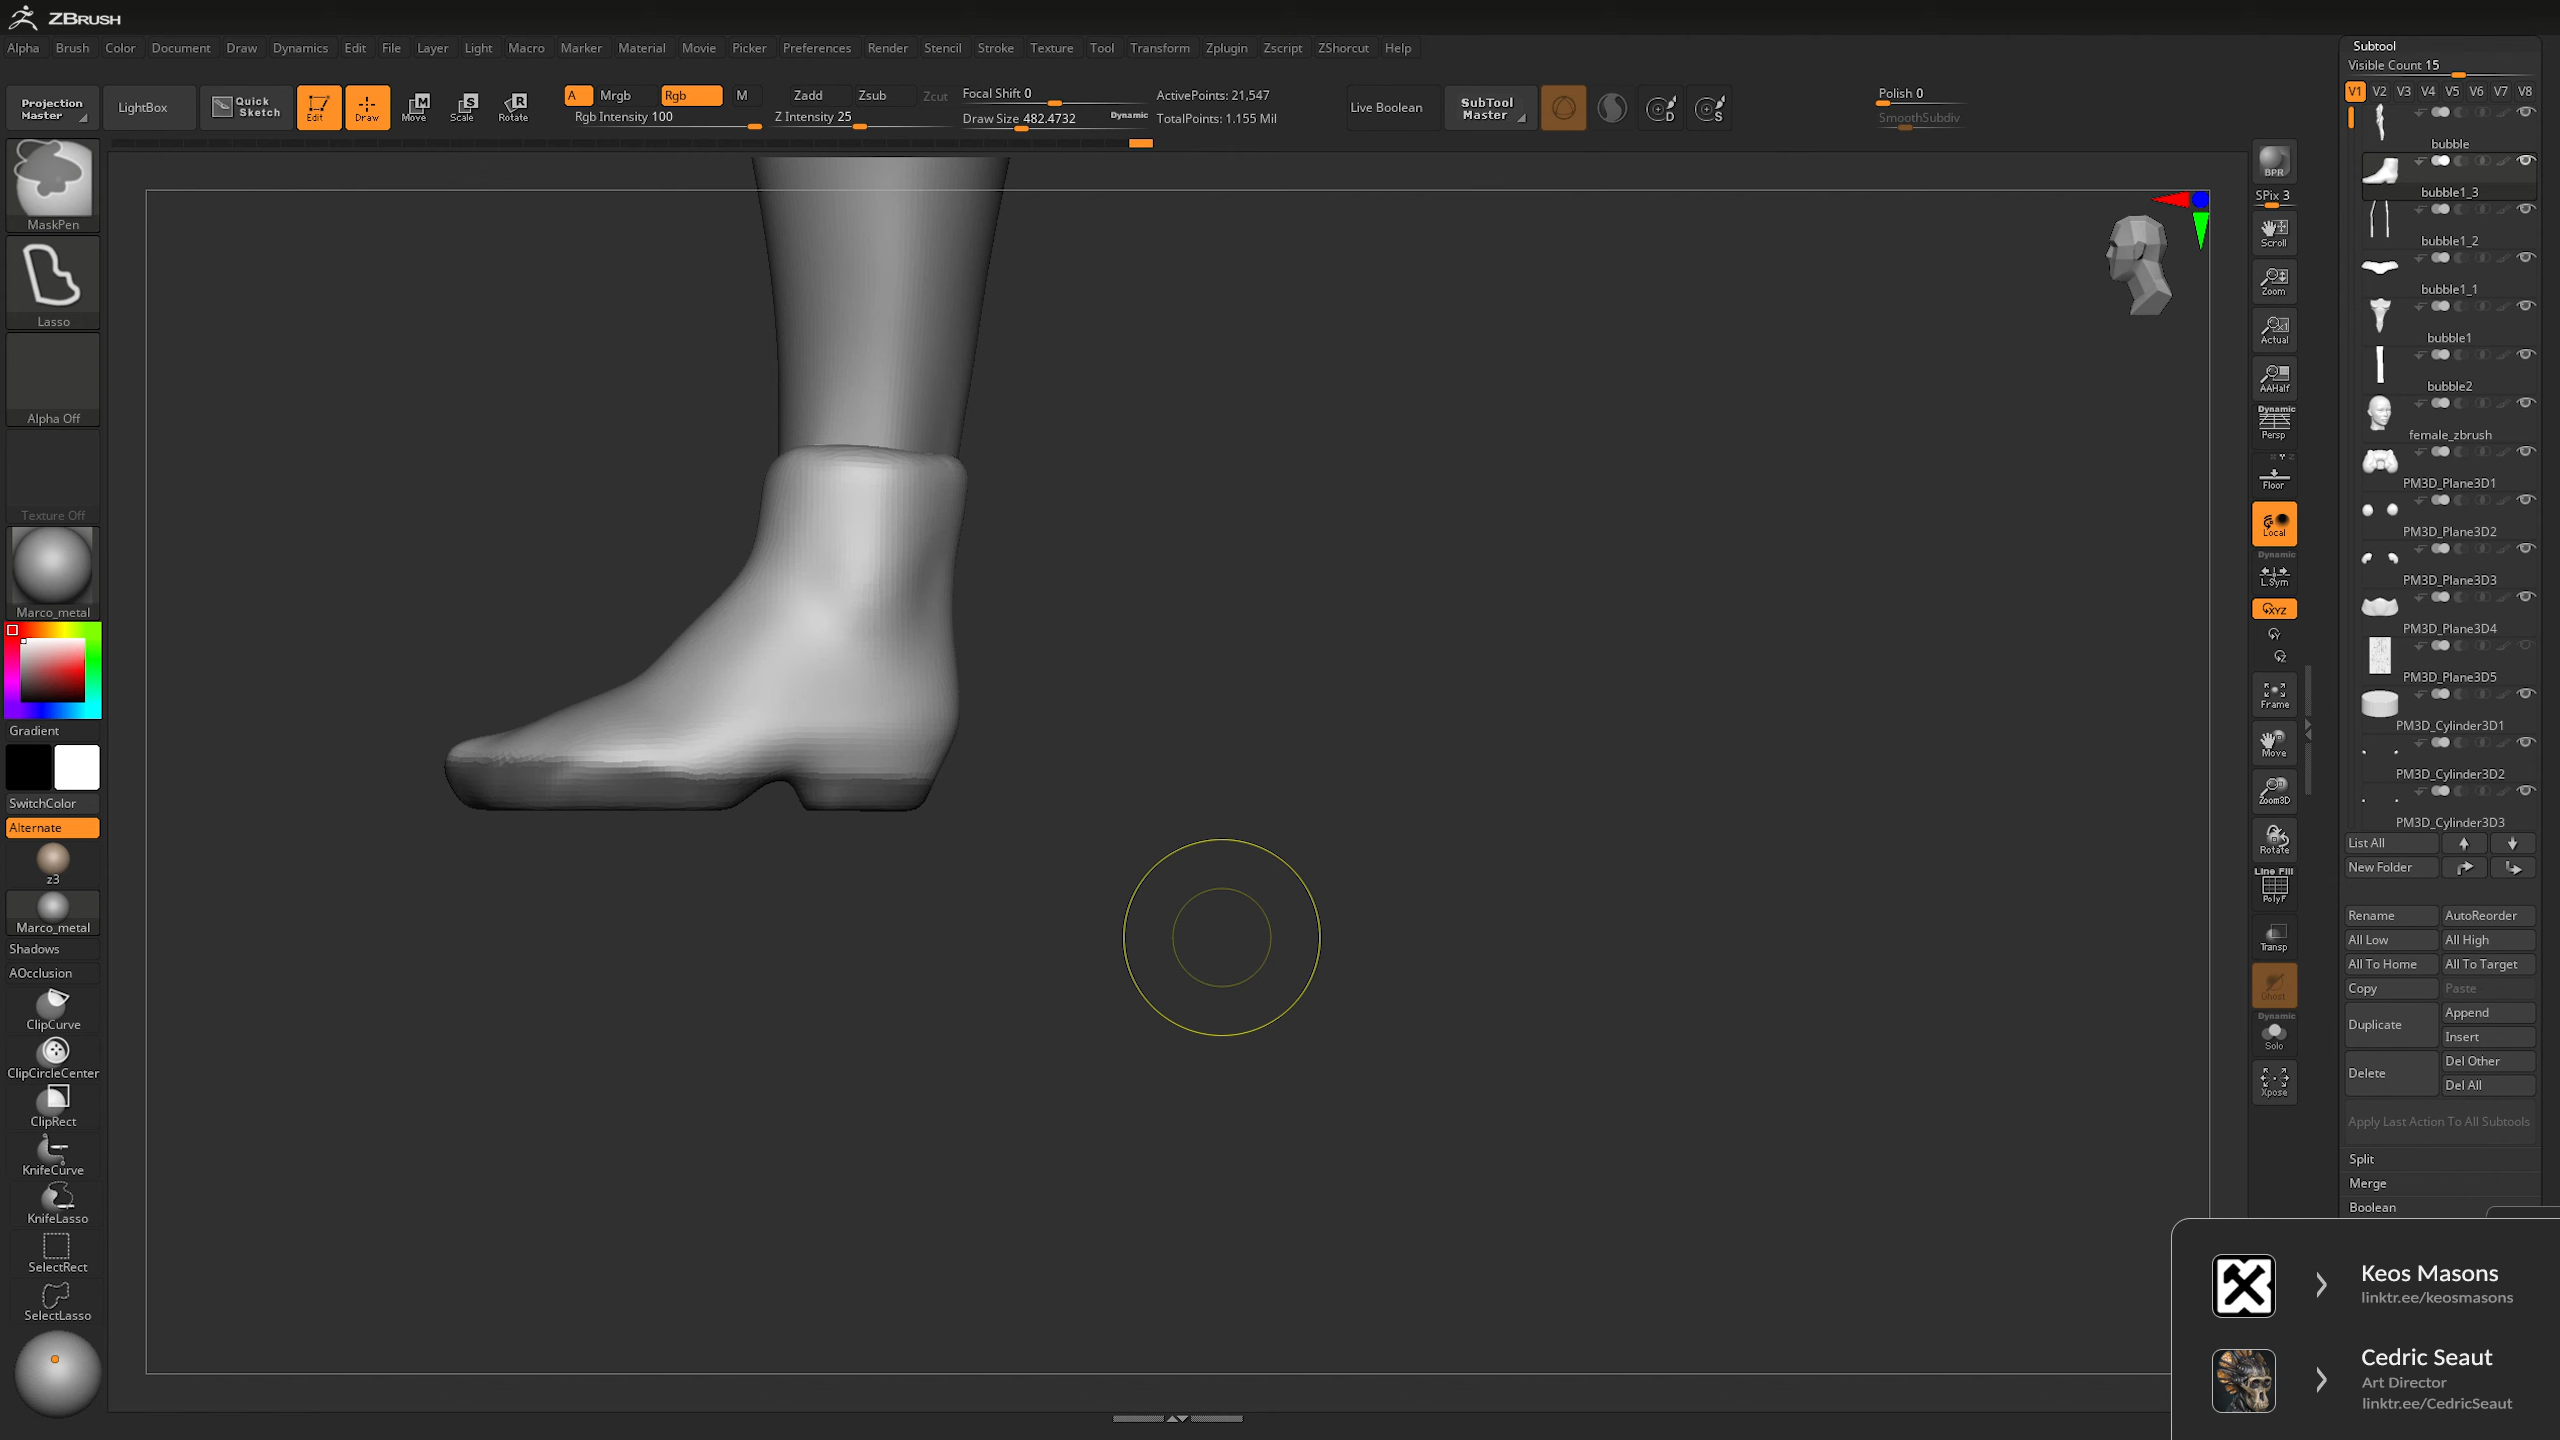 ZBRUSH
Alpha Brush Color Document Draw Dynamics Edit File Layer Light Macro Marker Material Movie Picker Preferences Render Stencil Stroke Texture Tool Transform Zplugin Zscript ZShorcut Help
Projection Master
LightBox
Quick Sketch
Edit
Draw
Move
Scale
Rotate
A Mrgb Rgb M
Rgb Intensity 100
Zadd Zsub Zcut
Z Intensity 25
Focal Shift 0
Draw Size 482.4732
Dynamic
ActivePoints: 21,547
TotalPoints: 1.155 Mil
Live Boolean
SubTool Master
D
S
Polish 0
SmoothSubdiv
MaskPen
Lasso
Alpha Off
Texture Off
Marco_metal
Gradient
SwitchColor
Alternate
z3
Marco_metal
Shadows
AOcclusion
ClipCurve
ClipCircleCenter
ClipRect
KnifeCurve
KnifeLasso
SelectRect
SelectLasso
BPR
SPix 3
Scroll
Zoom
Actual
AAHalf
Dynamic
Persp
Floor
Local
Dynamic
L.Sym
XYZ
Y
Z
Frame
Move
Zoom3D
Rotate
Line Fill
PolyF
Transp
Ghost
Dynamic
Solo
Xpose
Subtool
Visible Count 15
V1 V2 V3 V4 V5 V6 V7 V8
bubble
bubble1_3
bubble1_2
bubble1_1
bubble1
bubble2
female_zbrush
PM3D_Plane3D1
PM3D_Plane3D2
PM3D_Plane3D3
PM3D_Plane3D4
PM3D_Plane3D5
PM3D_Cylinder3D1
PM3D_Cylinder3D2
PM3D_Cylinder3D3
List All
New Folder
Rename AutoReorder
All Low All High
All To Home All To Target
Copy Paste
Duplicate Append
Insert
Delete Del Other
Del All
Apply Last Action To All Subtools
Split
Merge
Boolean
Keos Masons
linktr.ee/keosmasons
Cedric Seaut
Art Director
linktr.ee/CedricSeaut